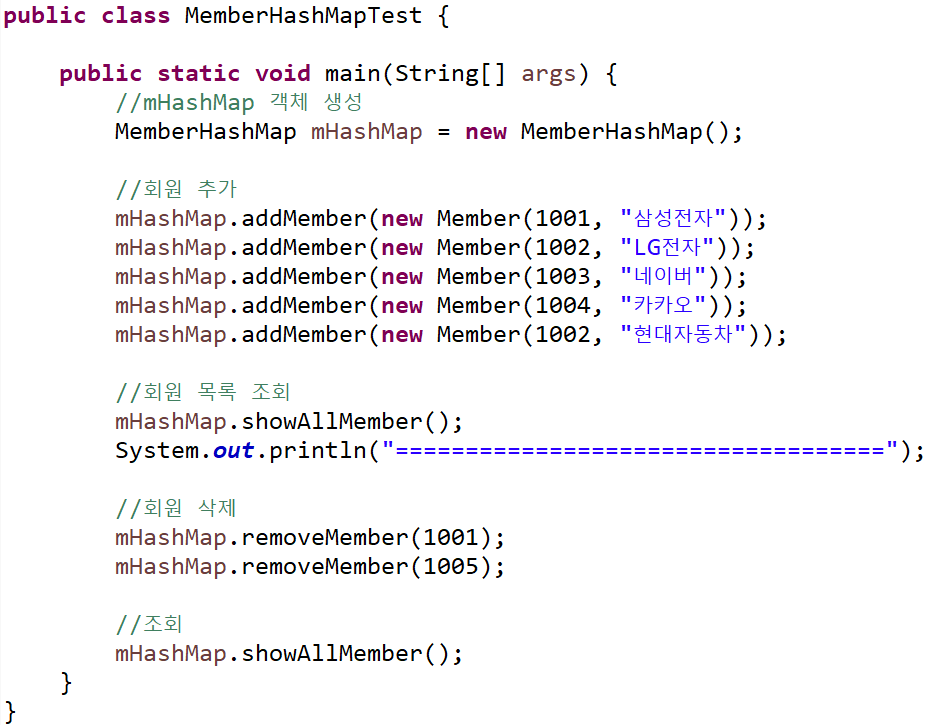 public class MemberHashMapTest {
public static void main(String[] args) {
//mHashMap 객체 생성
MemberHashMap mHashMap = new MemberHashMap();
//회원 추가
mHashMap.addMember(new Member(1001, "삼성전자"));
mHashMap.addMember(new Member(1002, "LG전자"));
mHashMap.addMember(new Member(1003, "네이버"));
mHashMap.addMember(new Member(1004, "카카오"));
mHashMap.addMember(new Member(1002, "현대자동차"));
//회원 목록 조회
mHashMap.showAllMember();
System.out.println("===================================");
//회원 삭제
mHashMap.removeMember(1001);
mHashMap.removeMember(1005);
//조회
mHashMap.showAllMember();
}
}